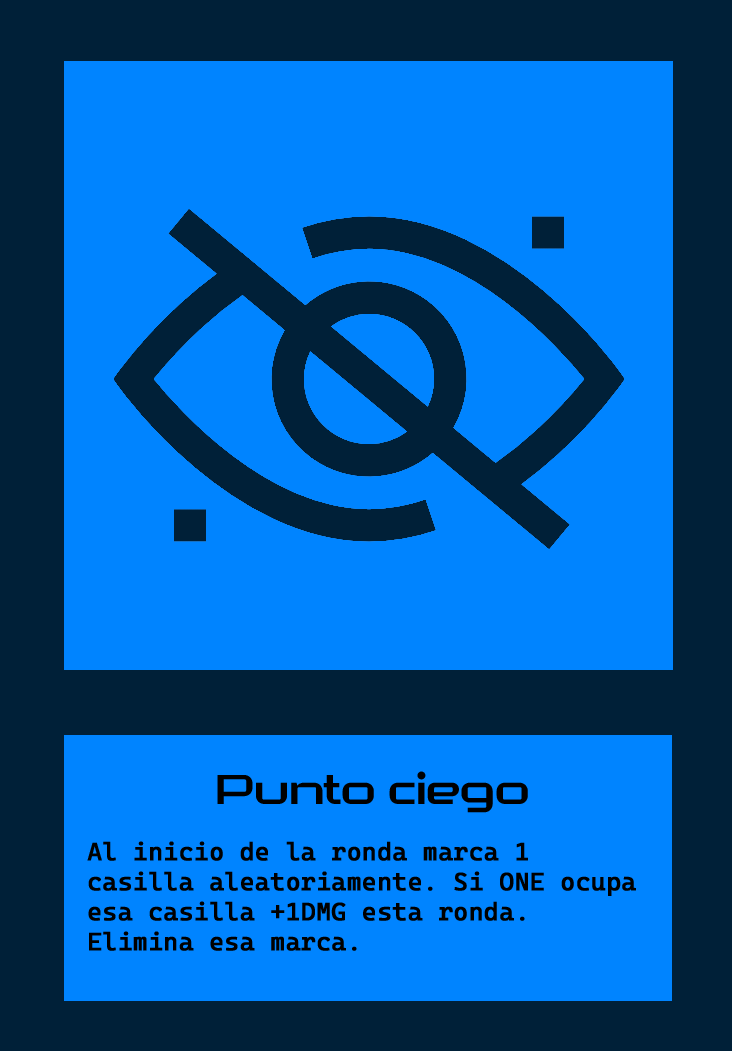 Punto ciego
Al inicio de la ronda marca 1
casilla aleatoriamente. Si ONE ocupa
esa casilla +1DMG esta ronda.
Elimina esa marca.